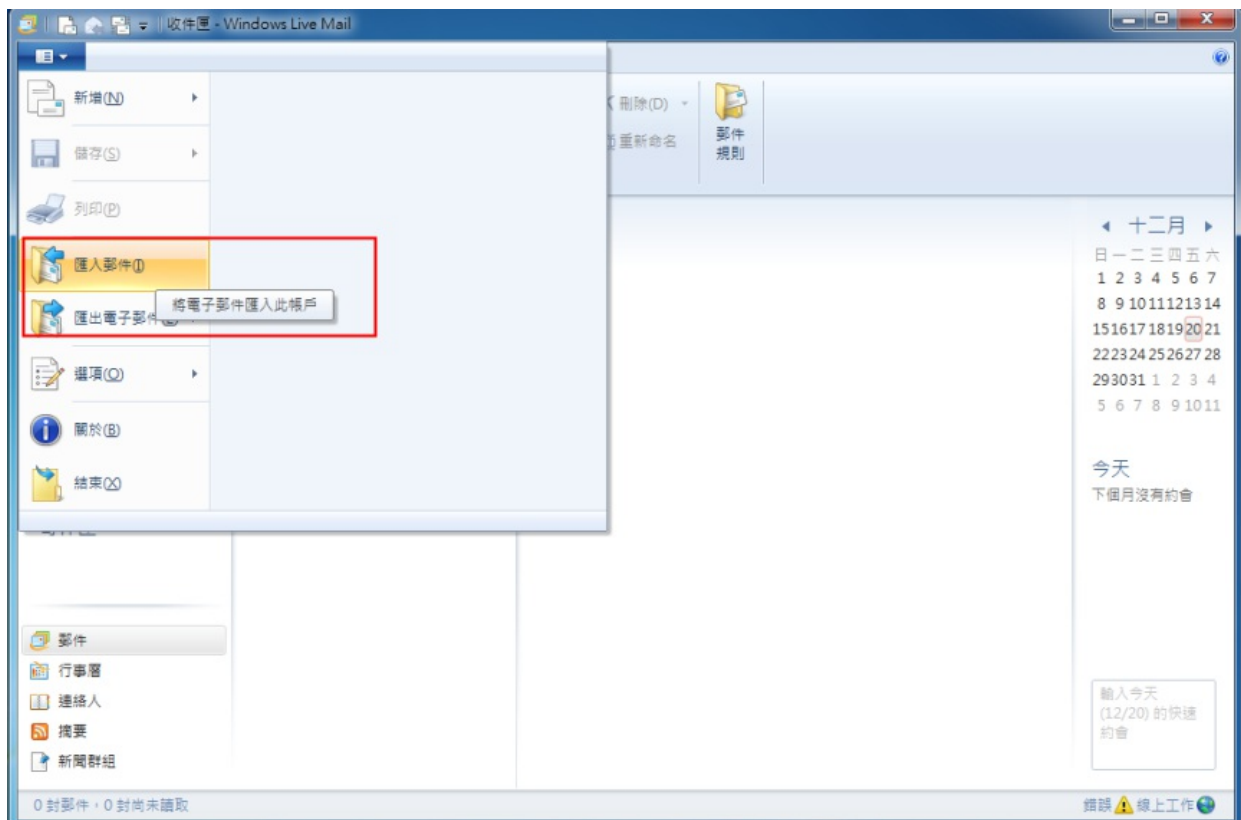 收件匣 - Windows Live Mail
新增(N)
儲存(S)
列印(P)
匯入郵件(I)
將電子郵件匯入此帳戶
匯出電子郵件(E)
選項(O)
關於(B)
結束(X)
刪除(D)
重新命名
郵件
規則
十二月
日 一 二 三 四 五 六
1 2 3 4 5 6 7
8 9 10 11 12 13 14
15 16 17 18 19 20 21
22 23 24 25 26 27 28
29 30 31 1 2 3 4
5 6 7 8 9 10 11
今天
下個月沒有約會
郵件
行事曆
連絡人
摘要
新聞群組
輸入今天
(12/20) 的快速
約會
0 封郵件，0 封尚未讀取
錯誤
線上工作